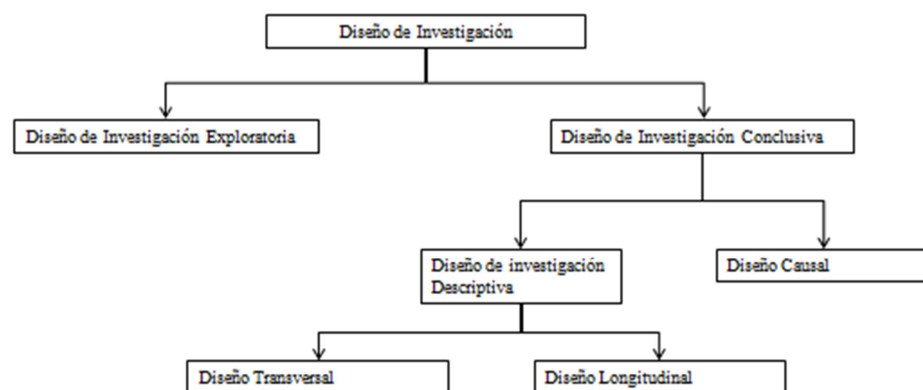 Diseño de Investigación
Diseño de Investigación Exploratoria
Diseño de Investigación Conclusiva
Diseño de investigación
Descriptiva
Diseño Causal
Diseño Transversal
Diseño Longitudinal